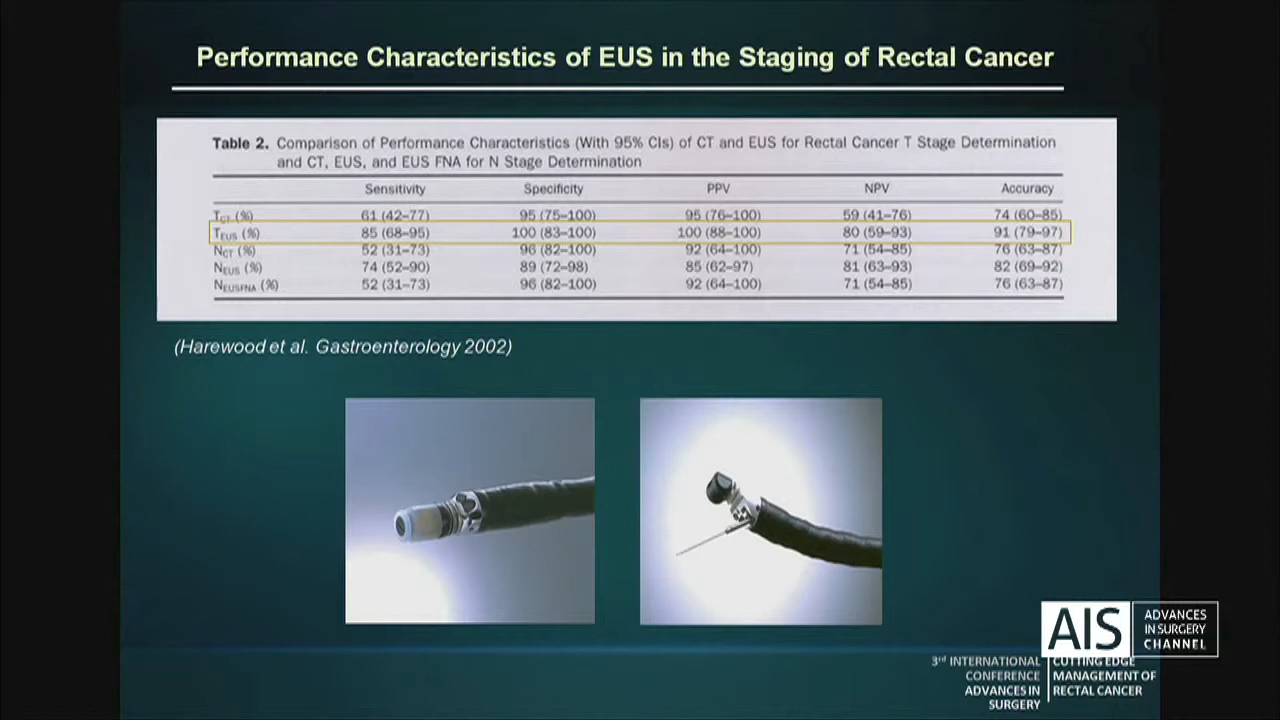 Performance Characteristics of EUS in the Staging of Rectal Cancer
Table 2. Comparison of Performance Characteristics (With 95% CIs) of CT and EUS for Rectal Cancer T Stage Determination
and CT, EUS, and EUS FNA for N Stage Determination
Sensitivity Specificity PPV NPV Accuracy
TCT (%) 61 (42–77) 95 (75–100) 95 (76–100) 59 (41–76) 74 (60–85)
TEUS (%) 85 (68–95) 100 (83–100) 100 (88–100) 80 (59–93) 91 (79–97)
NCT (%) 52 (31–73) 96 (82–100) 92 (64–100) 71 (54–85) 76 (63–87)
NEUS (%) 74 (52–90) 89 (72–98) 85 (62–97) 81 (63–93) 82 (69–92)
NEUSFNA (%) 52 (31–73) 96 (82–100) 92 (64–100) 71 (54–85) 76 (63–87)
(Harewood et al. Gastroenterology 2002)
AIS
ADVANCES
IN SURGERY
CHANNEL
3rd INTERNATIONAL
CONFERENCE
ADVANCES IN
SURGERY
CUTTING EDGE
MANAGEMENT OF
RECTAL CANCER